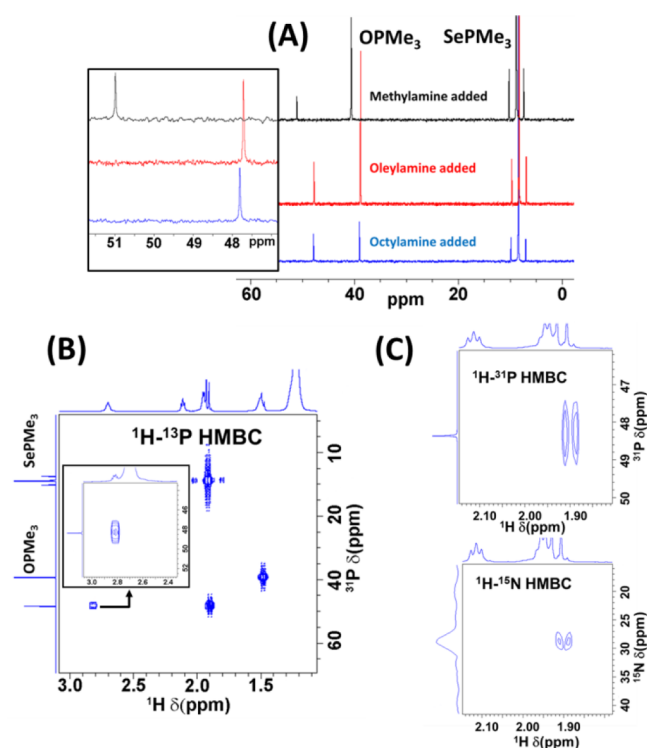 (A)
OPMe₃
SePMe₃
Methylamine added
Oleylamine added
Octylamine added
51
50
49
48
ppm
60
40
20
0
ppm
(B)
¹H-¹³P HMBC
SePMe₃
OPMe₃
3.0
2.8
2.6
2.4
46
48
50
52
10
20
30
40
60
³¹P δ(ppm)
3.0
2.5
2.0
1.5
¹H δ(ppm)
(C)
¹H-³¹P HMBC
47
48
49
50
³¹P δ(ppm)
2.10
2.00
1.90
¹H δ(ppm)
¹H-¹⁵N HMBC
20
25
30
35
40
¹⁵N δ(ppm)
2.10
2.00
1.90
¹H δ(ppm)